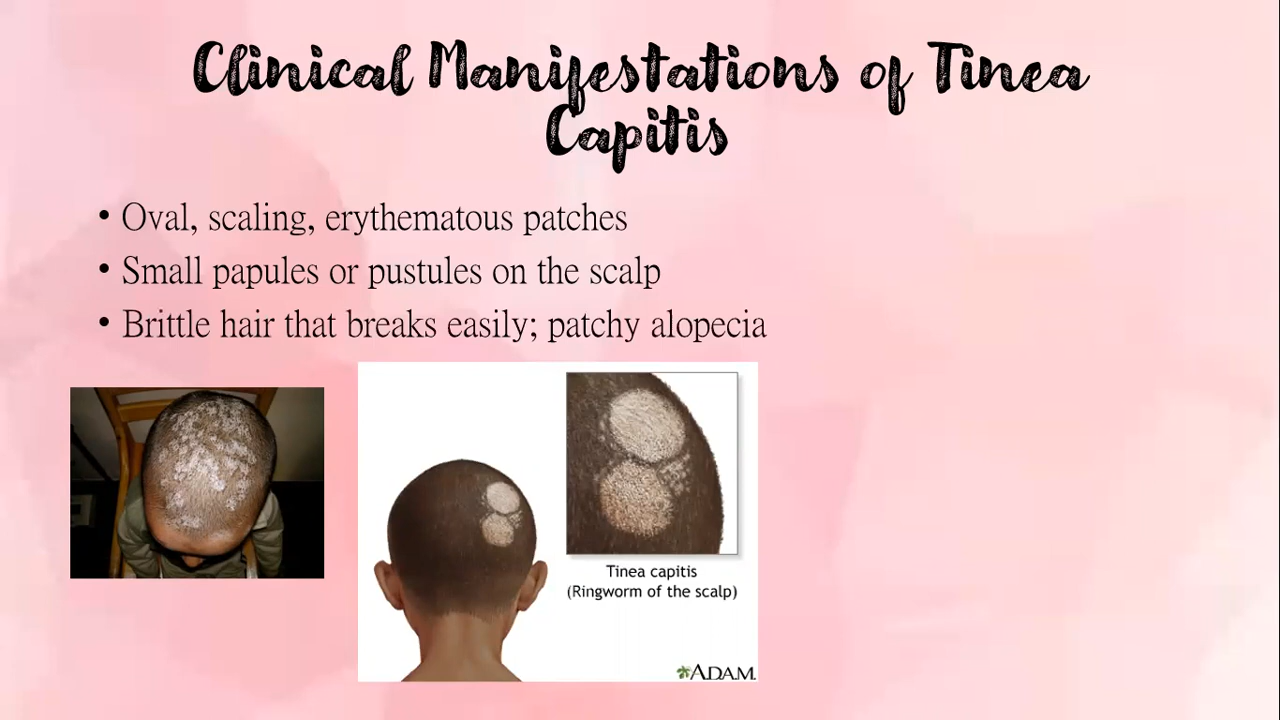 Clinical Manifestations of Tinea
Capitis
• Oval, scaling, erythematous patches
• Small papules or pustules on the scalp
• Brittle hair that breaks easily; patchy alopecia
Tinea capitis
(Ringworm of the scalp)
ADAM.